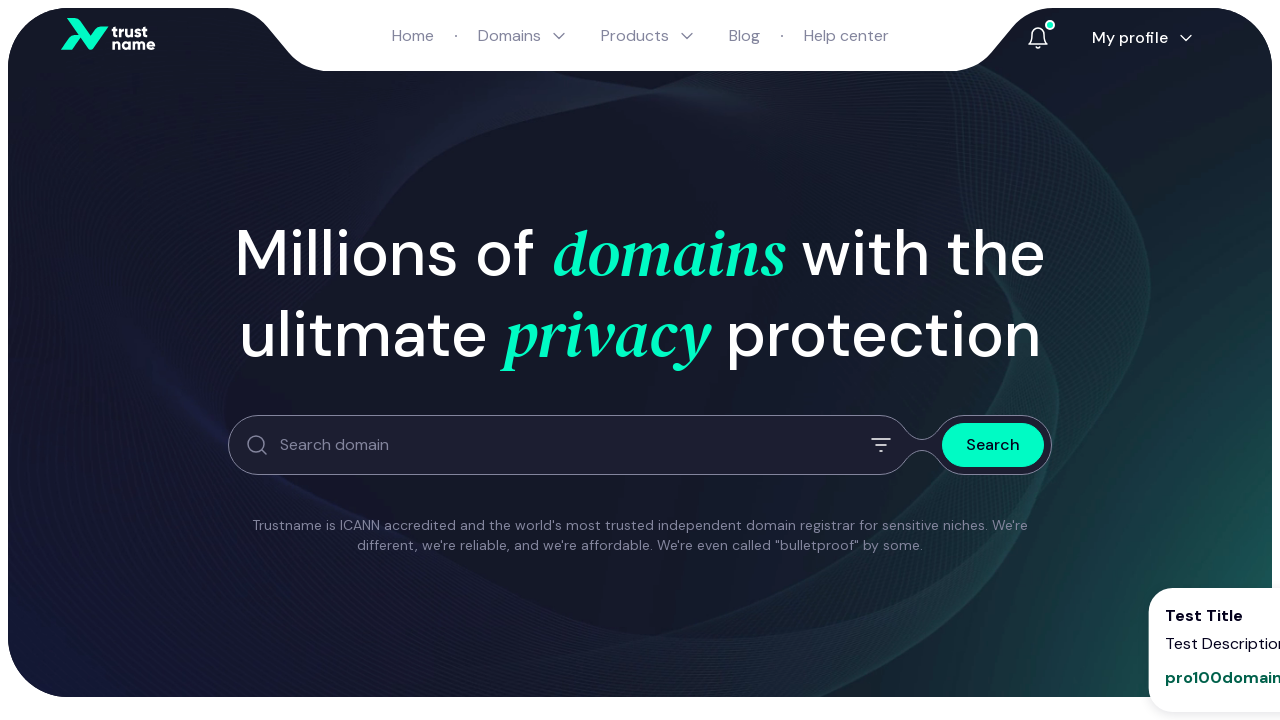 trust
name
Home
Domains
Products
Blog
Help center
My profile
Millions of domains with the
ulitmate privacy protection
Search domain
Search
Trustname is ICANN accredited and the world's most trusted independent domain registrar for sensitive niches. We're
different, we're reliable, and we're affordable. We're even called "bulletproof" by some.
Test Title
Test Description
pro100domain